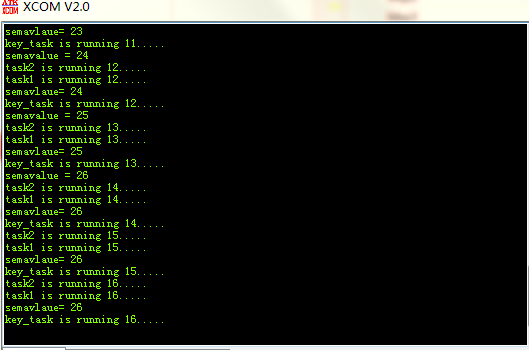 ATK
XCOM XCOM V2.0
semavlaue= 23
key_task is running 11.....
semavalue = 24
task2 is running 12.....
task1 is running 12.....
semavlaue= 24
key_task is running 12.....
semavalue = 25
task2 is running 13.....
task1 is running 13.....
semavlaue= 25
key_task is running 13.....
semavalue = 26
task2 is running 14.....
task1 is running 14.....
semavlaue= 26
key_task is running 14.....
task2 is running 15.....
task1 is running 15.....
semavlaue= 26
key_task is running 15.....
task2 is running 16.....
task1 is running 16.....
semavlaue= 26
key_task is running 16.....